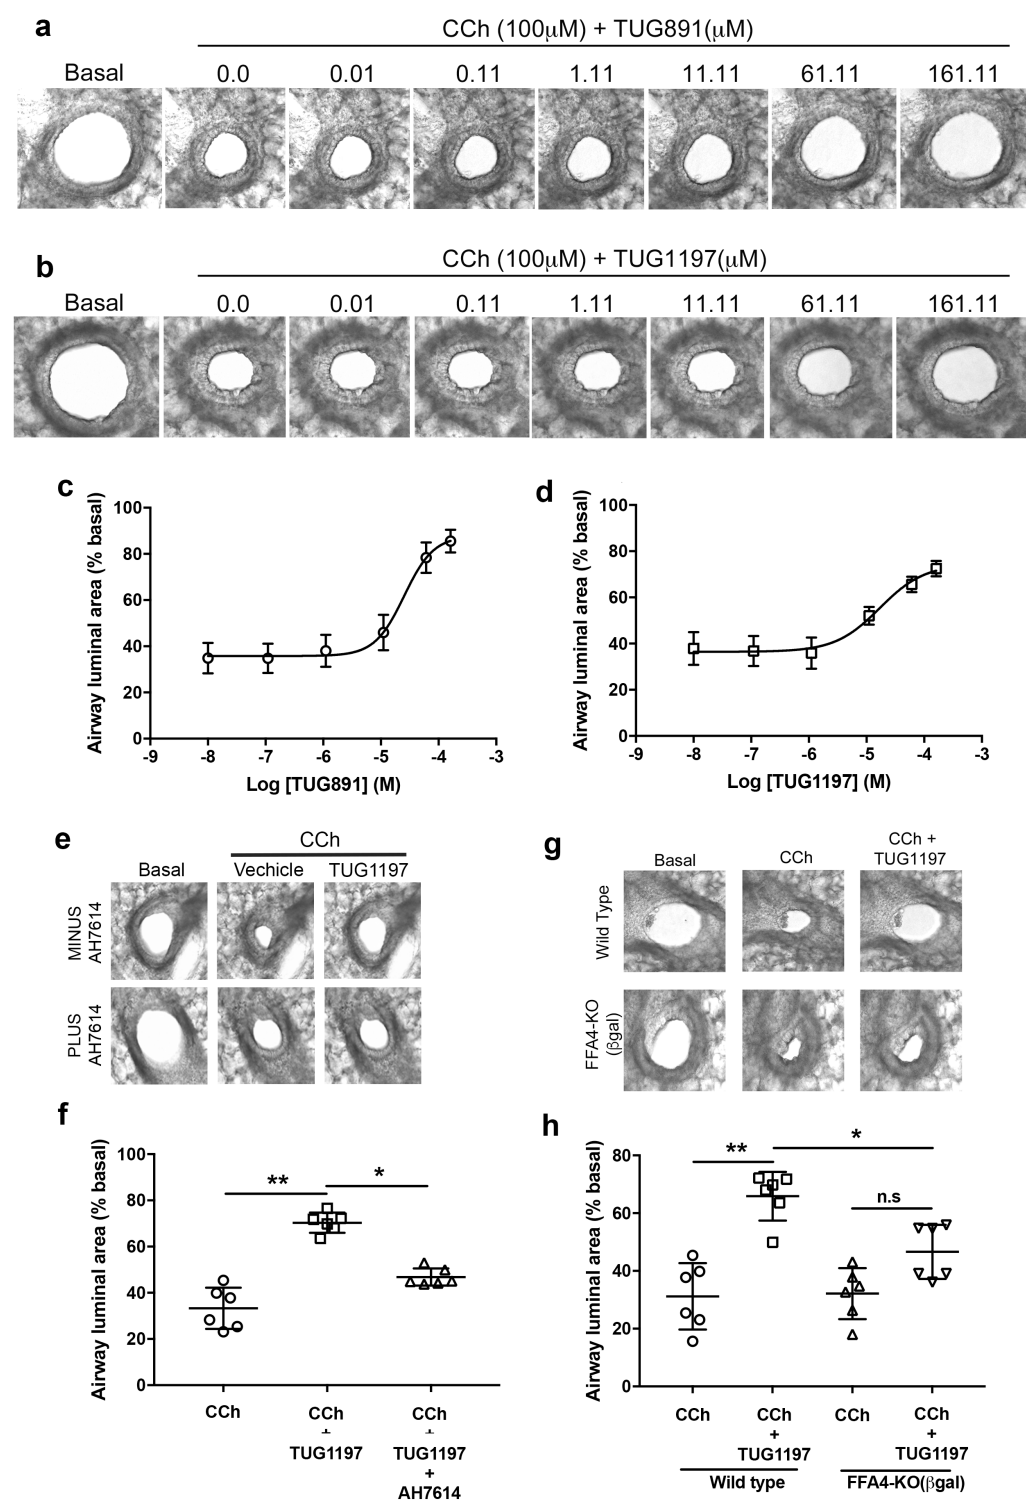 a
CCh (100μM) + TUG891(μM)
Basal 0.0 0.01 0.11 1.11 11.11 61.11 161.11
b
CCh (100μM) + TUG1197(μM)
Basal 0.0 0.01 0.11 1.11 11.11 61.11 161.11
c
Airway luminal area (% basal)
100
80
60
40
20
0
-9 -8 -7 -6 -5 -4 -3
Log [TUG891] (M)
d
Airway luminal area (% basal)
100
80
60
40
20
0
-9 -8 -7 -6 -5 -4 -3
Log [TUG1197] (M)
e
CCh
Basal Vechicle TUG1197
MINUS
AH7614
PLUS
AH7614
g
Basal CCh CCh +
TUG1197
Wild Type
FFA4-KO
(βgal)
f
Airway luminal area (% basal)
100
80
60
40
20
0
** *
CCh CCh CCh
+ +
TUG1197 TUG1197
+
AH7614
h
Airway luminal area (% basal)
80
60
40
20
0
** * n.s
CCh CCh CCh CCh
+ +
TUG1197 TUG1197
Wild type FFA4-KO(βgal)